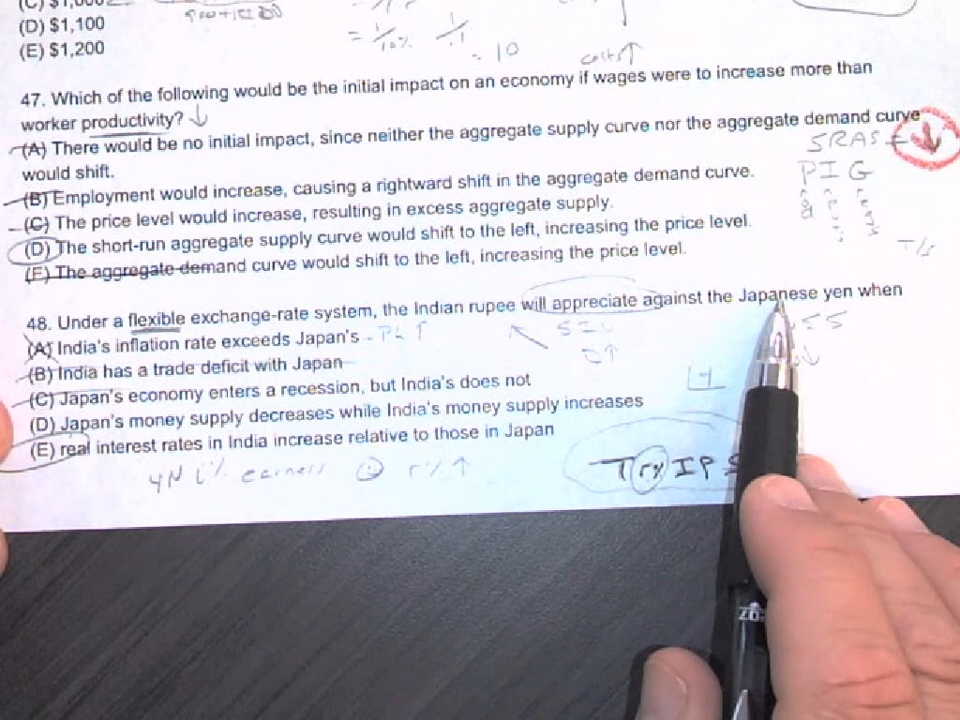 (C) $1,000
(D) $1,100
(E) $1,200
= 1/10% 1/.1 = 10
costs↑
47. Which of the following would be the initial impact on an economy if wages were to increase more than
worker productivity? ↓
(A) There would be no initial impact, since neither the aggregate supply curve nor the aggregate demand curve
would shift.
SRAS ← ↓
(B) Employment would increase, causing a rightward shift in the aggregate demand curve.
PIG
(C) The price level would increase, resulting in excess aggregate supply.
(D) The short-run aggregate supply curve would shift to the left, increasing the price level.
T/S
(E) The aggregate demand curve would shift to the left, increasing the price level.
48. Under a flexible exchange-rate system, the Indian rupee will appreciate against the Japanese yen when
(A) India's inflation rate exceeds Japan's PL↑
D↑
(B) India has a trade deficit with Japan
(C) Japan's economy enters a recession, but India's does not
(D) Japan's money supply decreases while India's money supply increases
(E) real interest rates in India increase relative to those in Japan
r%↑